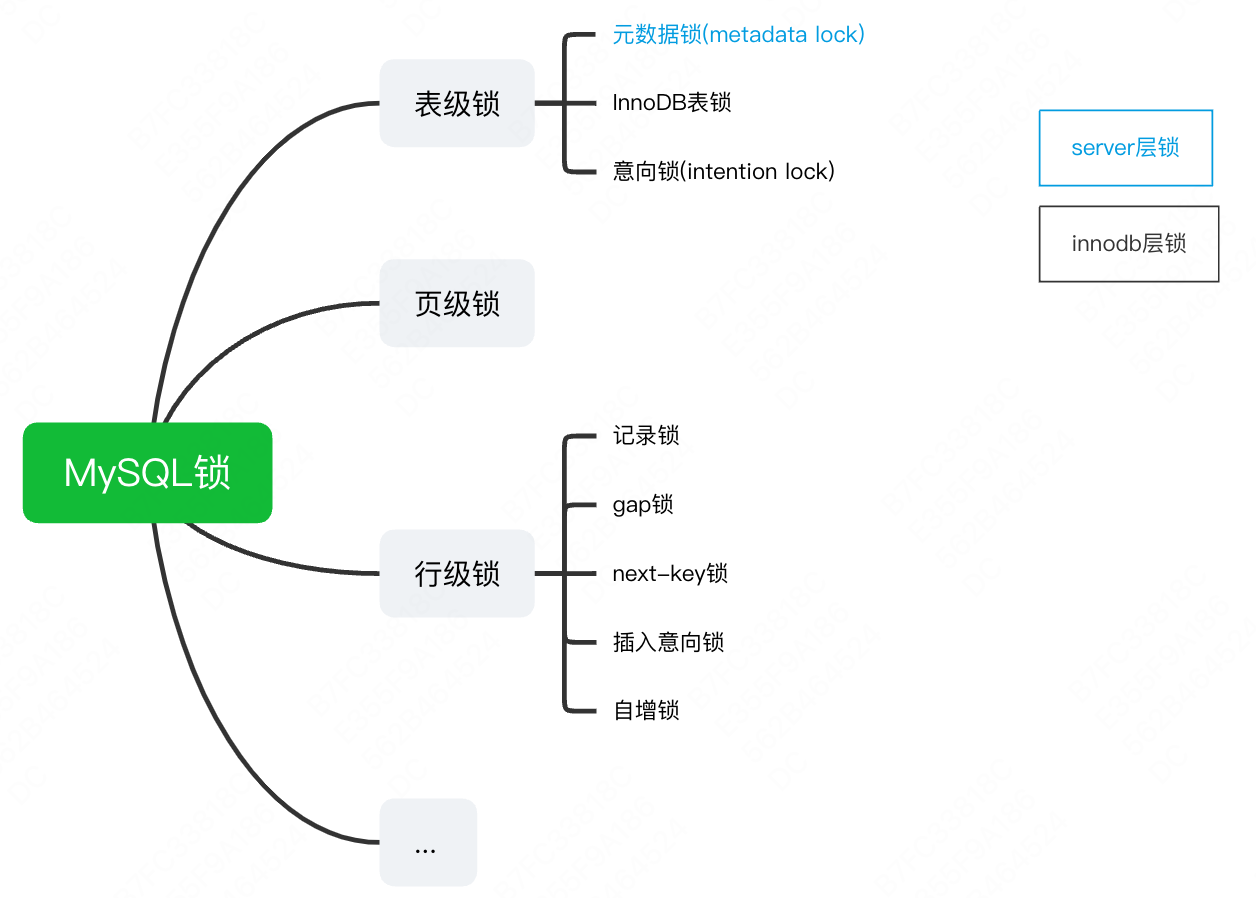 MySQL锁
表级锁
元数据锁(metadata lock)
InnoDB表锁
意向锁(intention lock)
页级锁
行级锁
记录锁
gap锁
next-key锁
插入意向锁
自增锁
...
server层锁
innodb层锁